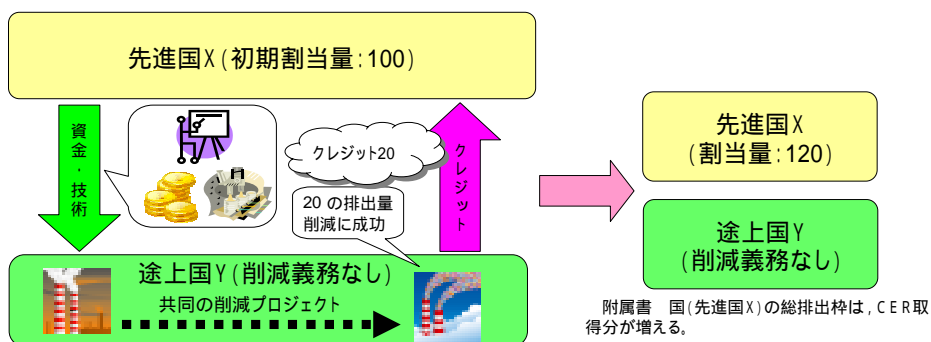 先進国X(初期割当量:100)
資金・技術
クレジット20
クレジット
20 の排出量
削減に成功
途上国Y(削減義務なし)
共同の削減プロジェクト
先進国X
(割当量:120)
途上国Y
(削減義務なし)
附属書 国(先進国X)の総排出枠は,CER取
得分が増える。